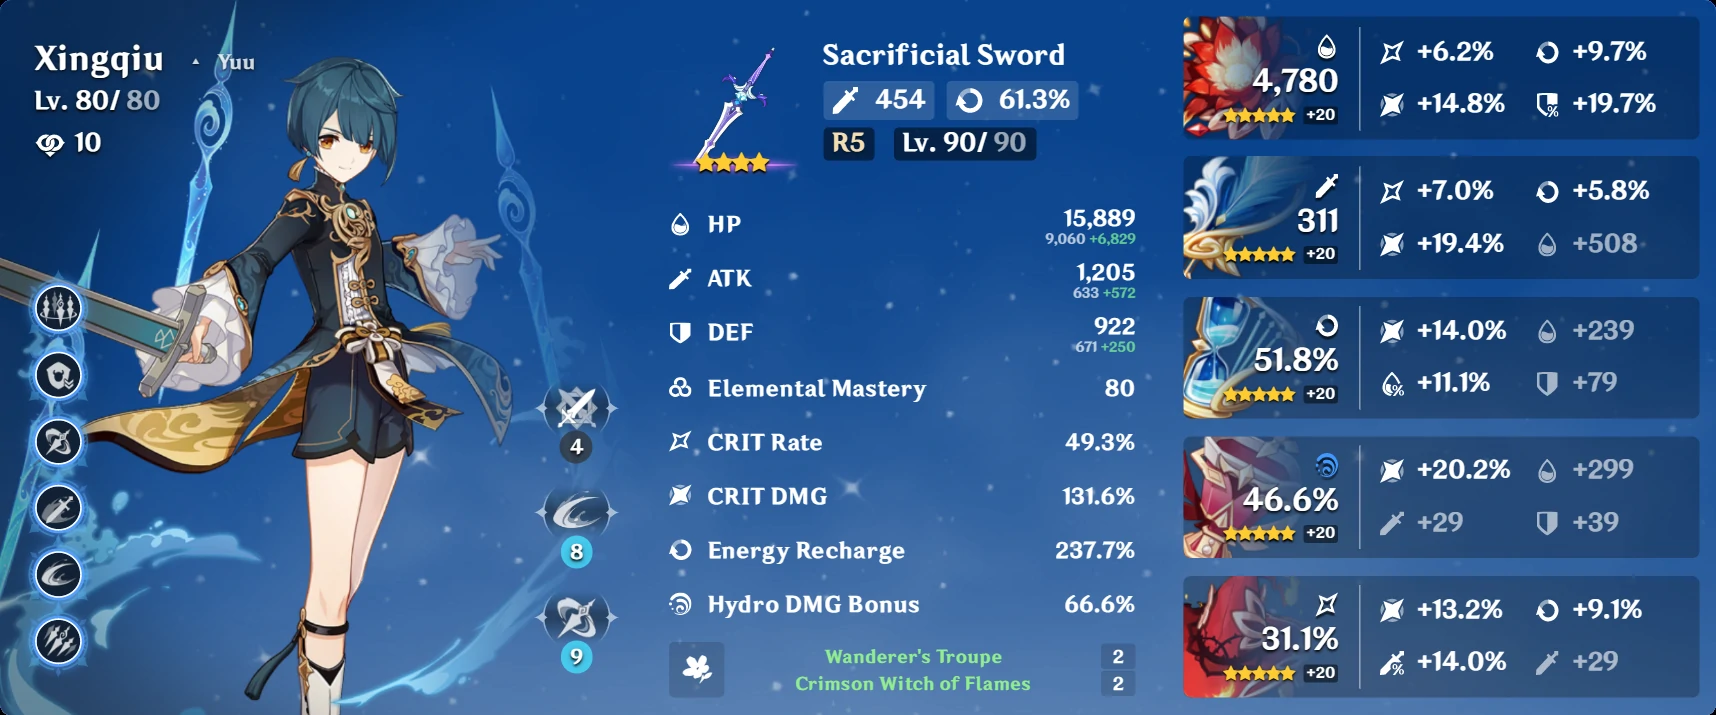 Xingqiu • Yuu
Lv. 80/ 80
10
4
8
9
Sacrificial Sword
454 61.3%
R5 Lv. 90/ 90
HP 15,889
9,060 +6,829
ATK 1,205
633 +572
DEF 922
671 +250
Elemental Mastery 80
CRIT Rate 49.3%
CRIT DMG 131.6%
Energy Recharge 237.7%
Hydro DMG Bonus 66.6%
Wanderer's Troupe 2
Crimson Witch of Flames 2
4,780
+20
+6.2% +9.7%
+14.8% +19.7%
311
+20
+7.0% +5.8%
+19.4% +508
51.8%
+20
+14.0% +239
+11.1% +79
46.6%
+20
+20.2% +299
+29 +39
31.1%
+20
+13.2% +9.1%
+14.0% +29